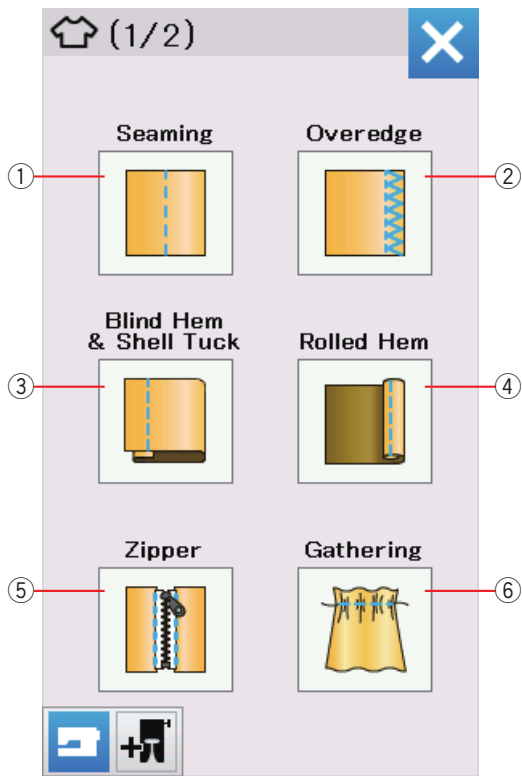 (1/2)
Seaming
Overedge
① ②
Blind Hem
& Shell Tuck
Rolled Hem
③ ④
Zipper
Gathering
⑤ ⑥